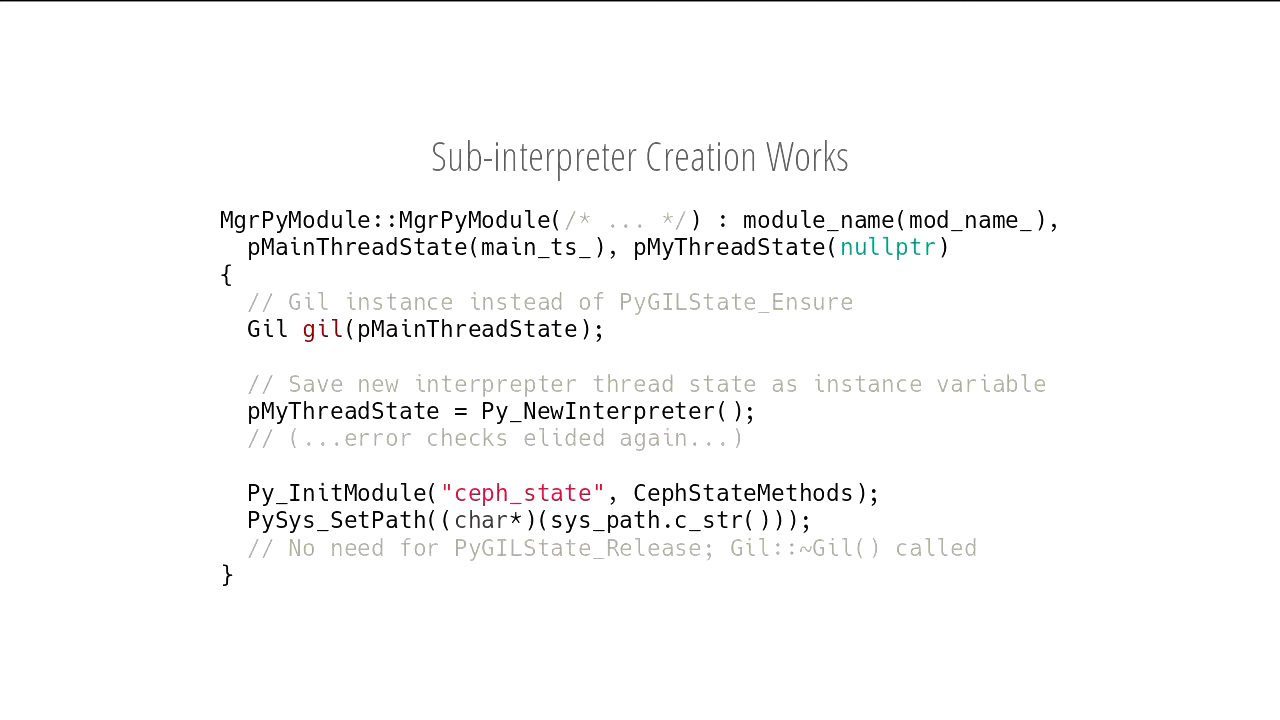 Sub-interpreter Creation Works
MgrPyModule::MgrPyModule(/* ... */) : module_name(mod_name_),
  pMainThreadState(main_ts_), pMyThreadState(nullptr)
{
  // Gil instance instead of PyGILState_Ensure
  Gil gil(pMainThreadState);

  // Save new interprepter thread state as instance variable
  pMyThreadState = Py_NewInterpreter();
  // (...error checks elided again...)

  Py_InitModule("ceph_state", CephStateMethods);
  PySys_SetPath((char*)(sys_path.c_str()));
  // No need for PyGILState_Release; Gil::~Gil() called
}